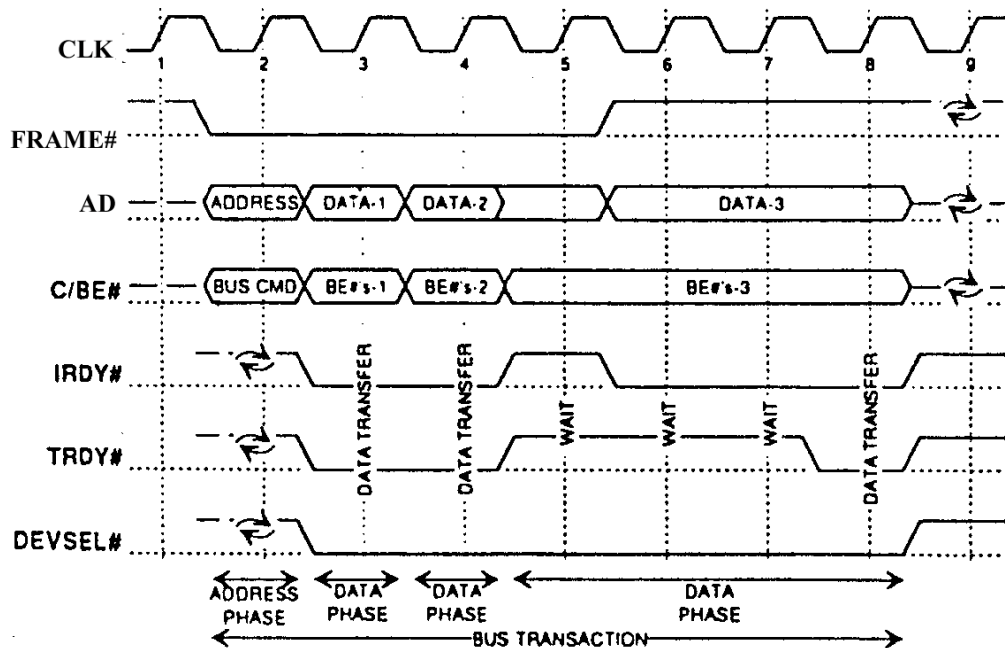 CLK
1 2 3 4 5 6 7 8 9
FRAME#
AD ADDRESS DATA-1 DATA-2 DATA-3
C/BE# BUS CMD BE#'s-1 BE#'s-2 BE#'s-3
IRDY#
DATA TRANSFER
DATA TRANSFER
WAIT
WAIT
WAIT
DATA TRANSFER
TRDY#
DEVSEL#
ADDRESS PHASE
DATA PHASE
DATA PHASE
DATA PHASE
BUS TRANSACTION